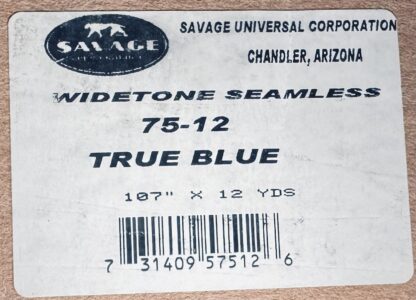 SAVAGE
SAVAGE UNIVERSAL CORPORATION
CHANDLER, ARIZONA
WIDETONE SEAMLESS
75-12
TRUE BLUE
107" X 12 YDS
7 31409 57512 6